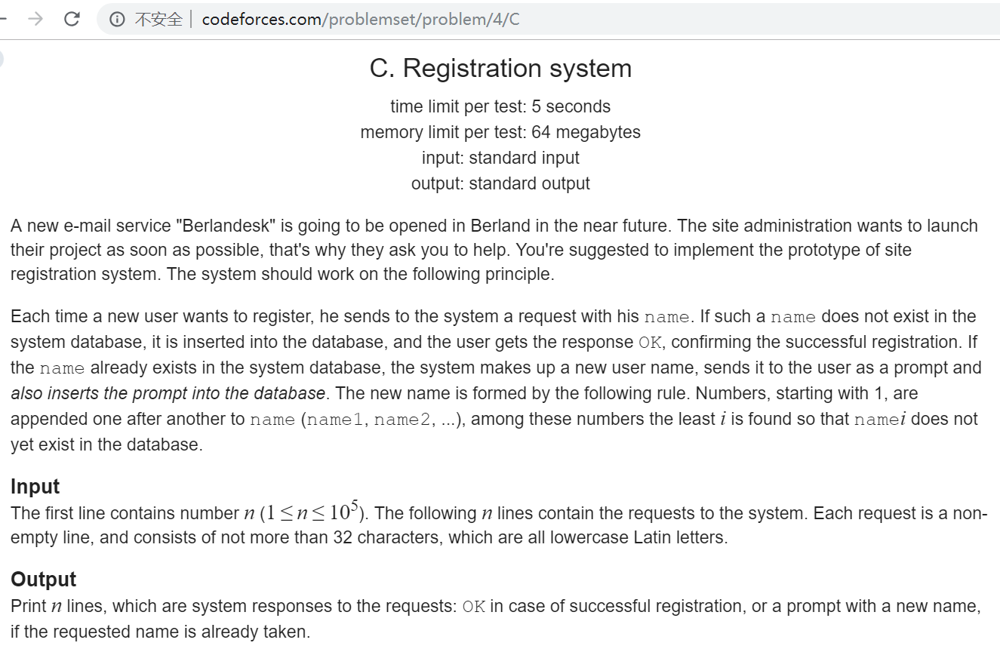 不安全 codeforces.com/problemset/problem/4/C
C. Registration system
time limit per test: 5 seconds
memory limit per test: 64 megabytes
input: standard input
output: standard output
A new e-mail service "Berlandesk" is going to be opened in Berland in the near future. The site administration wants to launch
their project as soon as possible, that's why they ask you to help. You're suggested to implement the prototype of site
registration system. The system should work on the following principle.
Each time a new user wants to register, he sends to the system a request with his name. If such a name does not exist in the
system database, it is inserted into the database, and the user gets the response OK, confirming the successful registration. If
the name already exists in the system database, the system makes up a new user name, sends it to the user as a prompt and
also inserts the prompt into the database. The new name is formed by the following rule. Numbers, starting with 1, are
appended one after another to name (name1, name2, ...), among these numbers the least i is found so that namei does not
yet exist in the database.
Input
The first line contains number n (1 ≤ n ≤ 10⁵). The following n lines contain the requests to the system. Each request is a non-
empty line, and consists of not more than 32 characters, which are all lowercase Latin letters.
Output
Print n lines, which are system responses to the requests: OK in case of successful registration, or a prompt with a new name,
if the requested name is already taken.